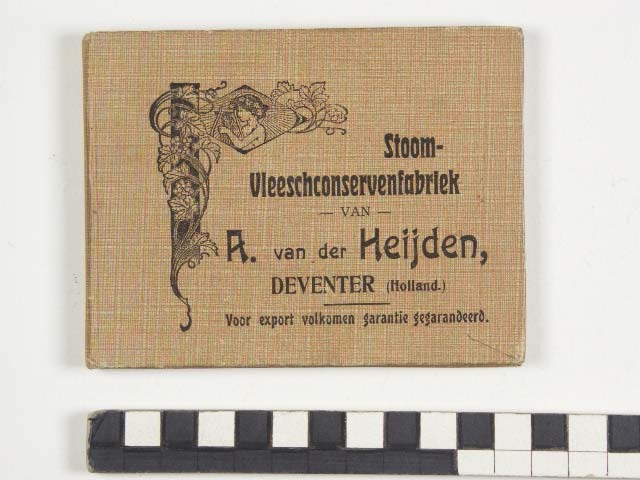 Stoom-
Vleeschconservenfabriek
— VAN —
A. van der Heijden,
DEVENTER (Holland.)
Voor export volkomen garantie gegarandeerd.